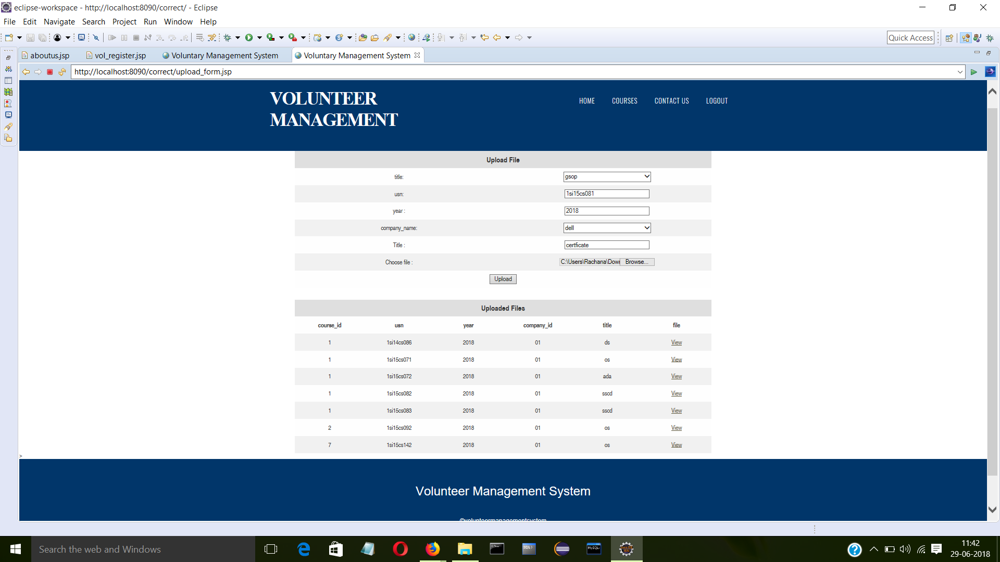 eclipse-workspace - http://localhost:8090/correct/ - Eclipse
File Edit Navigate Search Project Run Window Help
Quick Access
aboutus.jsp vol_register.jsp Voluntary Management System Voluntary Management System
http://localhost:8090/correct/upload_form.jsp
VOLUNTEER
MANAGEMENT
HOME COURSES CONTACT US LOGOUT
Upload File
title: gsop
usn: 1si15cs081
year : 2018
company_name: dell
Title : certficate
Choose file : C:\Users\Rachana\Dow Browse...
Upload
Uploaded Files
course_id usn year company_id title file
1 1si14cs086 2018 01 ds View
1 1si15cs071 2018 01 os View
1 1si15cs072 2018 01 ada View
1 1si15cs082 2018 01 sscd View
1 1si15cs083 2018 01 sscd View
2 1si15cs092 2018 01 os View
7 1si15cs142 2018 01 os View
>
Volunteer Management System
©volunteermanagementsystem
Search the web and Windows
SQL>
MySQL>
11:42
29-06-2018